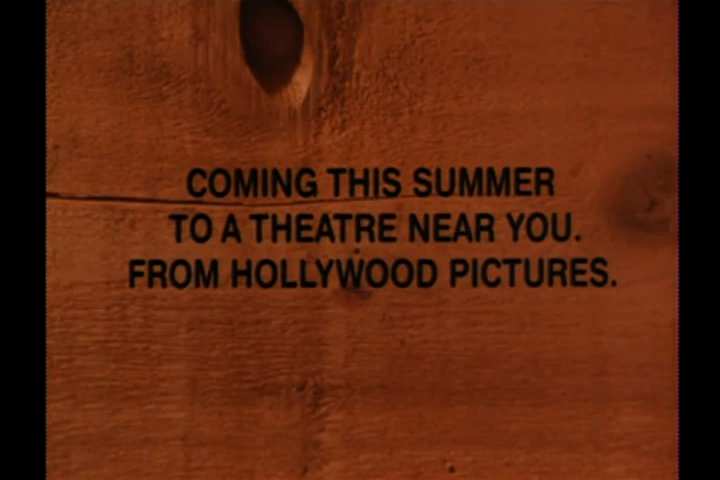 COMING THIS SUMMER
TO A THEATRE NEAR YOU.
FROM HOLLYWOOD PICTURES.